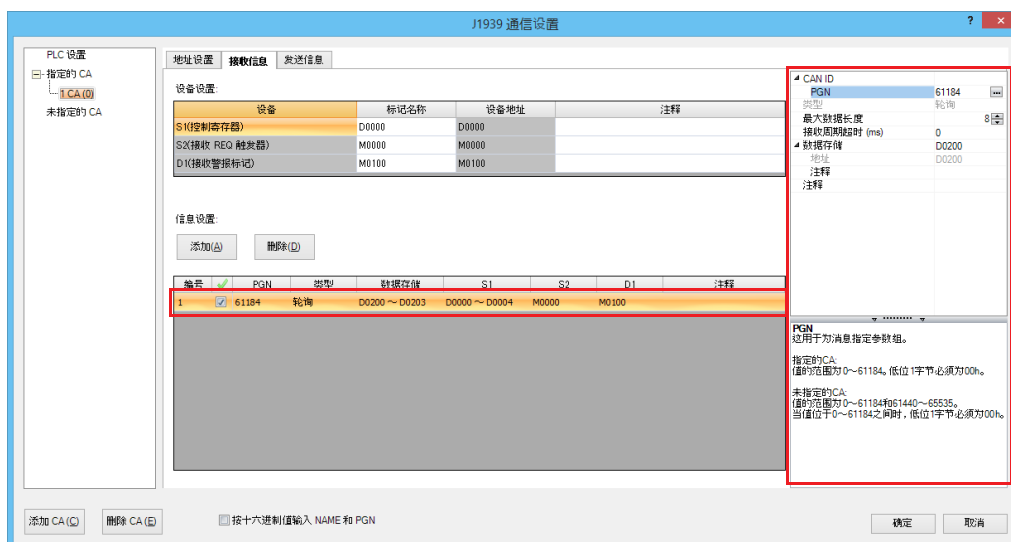 J1939 通信设置
?
×
PLC 设置
指定的 CA
1 CA (0)
未指定的 CA
地址设置 接收信息 发送信息
设备设置:
设备 标记名称 设备地址 注释
S1(控制寄存器) D0000 D0000
S2(接收 REQ 触发器) M0000 M0000
D1(接收警报标记) M0100 M0100
信息设置:
添加(A) 删除(D)
编号 PGN 类型 数据存储 S1 S2 D1 注释
1 61184 轮询 D0200 ~ D0203 D0000 ~ D0004 M0000 M0100
CAN ID
PGN 61184 ...
类型 轮询
最大数据长度 8
接收周期超时 (ms) 0
数据存储 D0200
地址 D0200
注释
注释
PGN
这用于为消息指定参数组。
指定的CA:
值的范围为0~61184。低位1字节必须为00h。
未指定的CA:
值的范围为0~61184和61440~65535。
当值位于0~61184之间时,低位1字节必须为00h。
添加 CA (C) 删除 CA (E) 按十六进制值输入 NAME 和 PGN 确定 取消